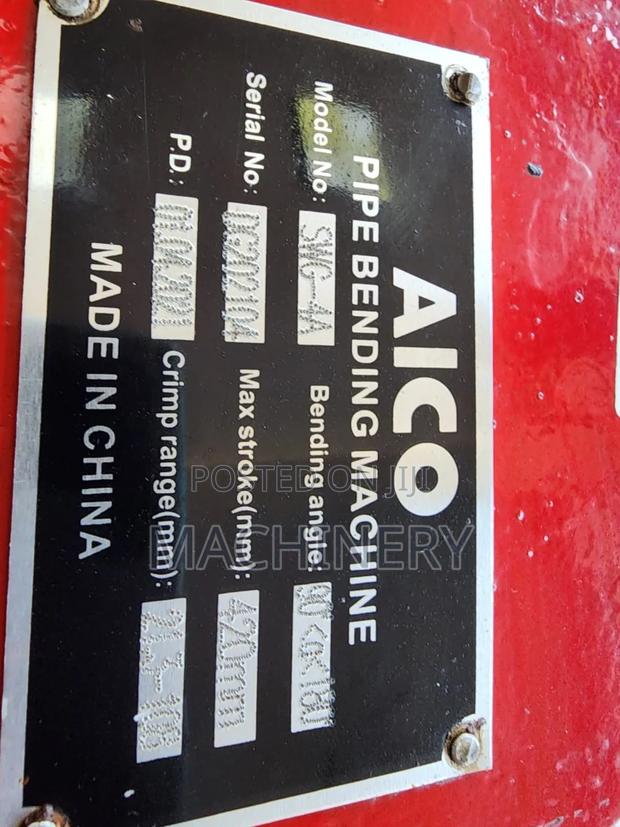 AICO
PIPE BENDING MACHINE
Model No: SWG-4A Bending angle:
Serial No: Max stroke(mm): 420mm
P.D.: Crimp range(mm):
MADE IN CHINA
POSTED ON JIJI
MACHINERY